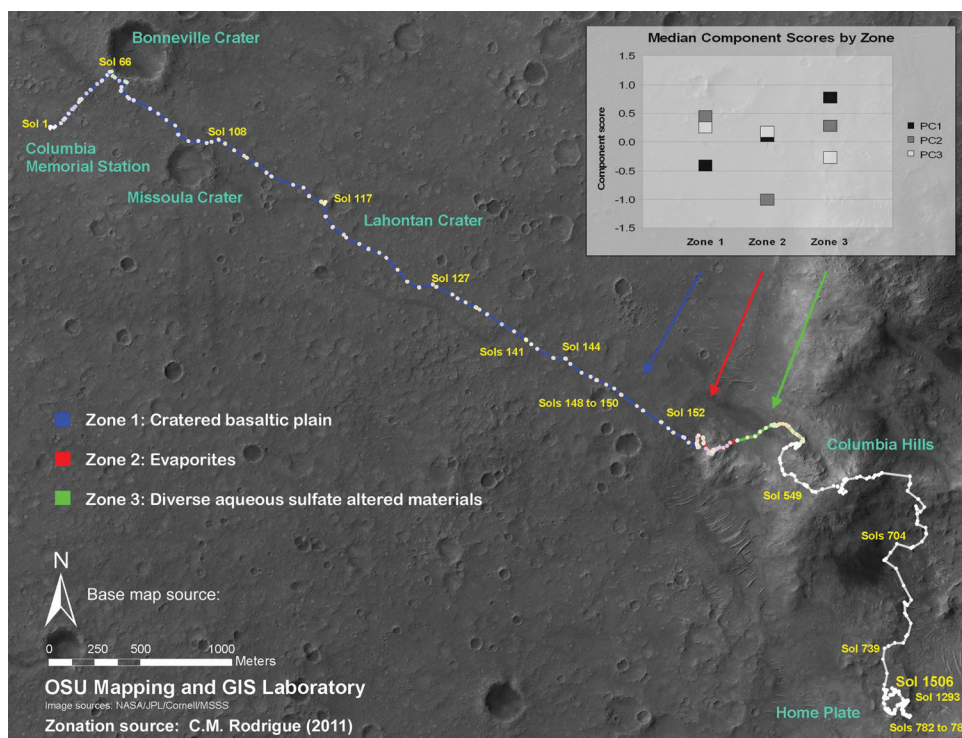 Bonneville Crater
Sol 66
Sol 1
Columbia
Memorial Station
Sol 108
Missoula Crater
Sol 117
Lahontan Crater
Sol 127
Sols 141
Sol 144
Sols 148 to 150
Sol 152
Median Component Scores by Zone
Component score
1.5
1.0
0.5
0.0
-0.5
-1.0
-1.5
Zone 1
Zone 2
Zone 3
PC1
PC2
PC3
Zone 1: Cratered basaltic plain
Zone 2: Evaporites
Zone 3: Diverse aqueous sulfate altered materials
Columbia Hills
Sol 549
Sols 704
Sol 739
Sol 1506
Sol 1293
Home Plate
Sols 782 to 78
N
Base map source:
0 250 500 1000
Meters
OSU Mapping and GIS Laboratory
Image sources: NASA/JPL/Cornell/MSSS
Zonation source: C.M. Rodrigue (2011)